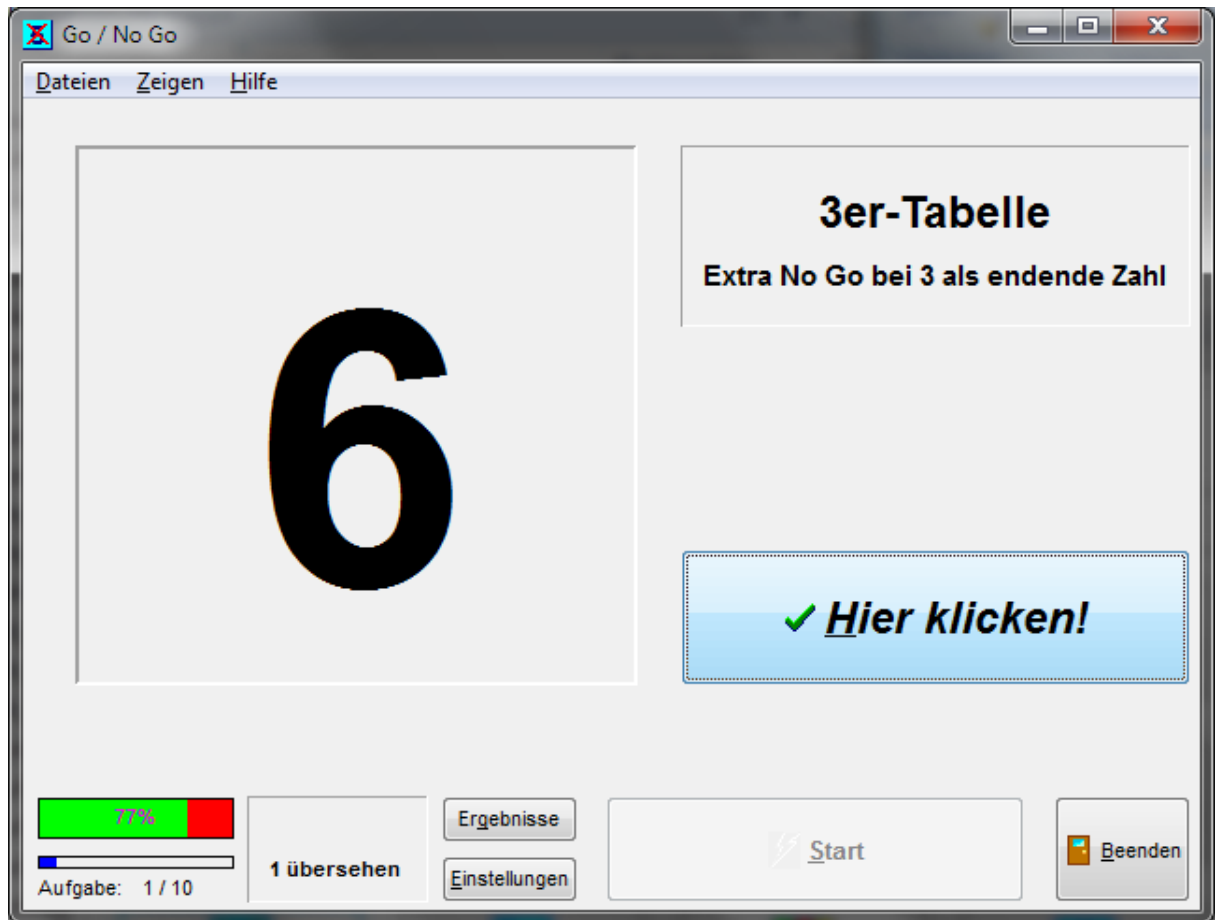 Go / No Go
Dateien Zeigen Hilfe
6
3er-Tabelle
Extra No Go bei 3 als endende Zahl
Hier klicken!
77%
Aufgabe: 1 / 10
1 übersehen
Ergebnisse
Einstellungen
Start
Beenden